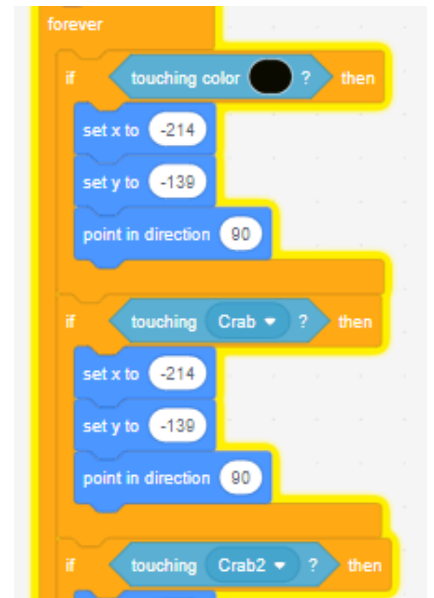 forever
if touching color ? then
set x to -214
set y to -139
point in direction 90
if touching Crab ? then
set x to -214
set y to -139
point in direction 90
if touching Crab2 ? then